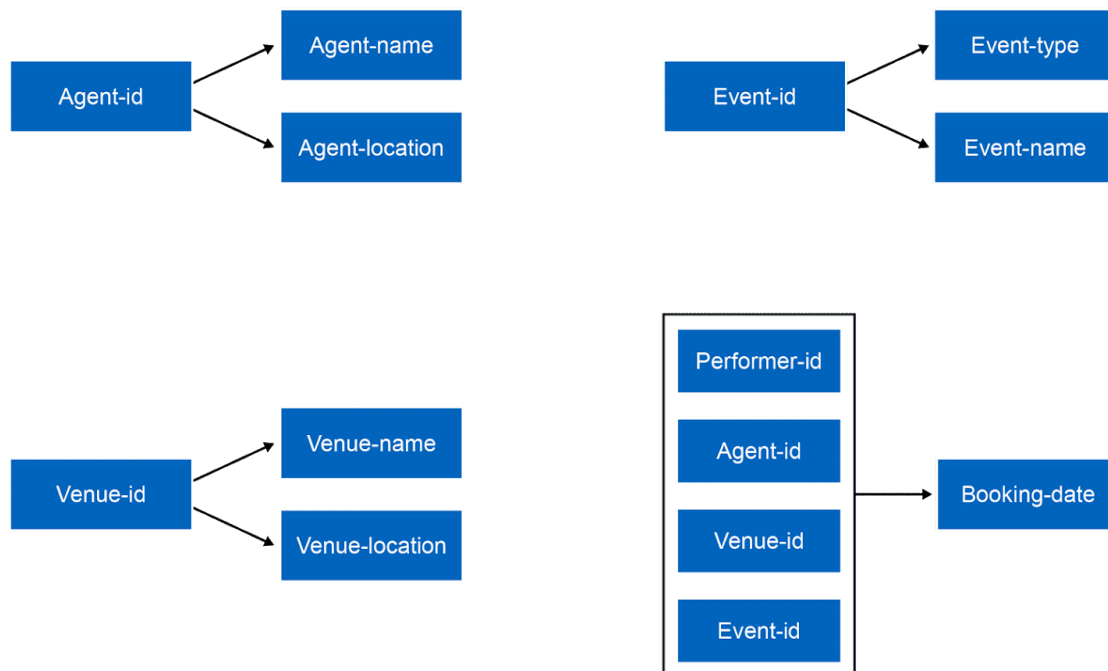 Agent-id
Agent-name
Agent-location
Event-id
Event-type
Event-name
Venue-id
Venue-name
Venue-location
Performer-id
Agent-id
Venue-id
Event-id
Booking-date